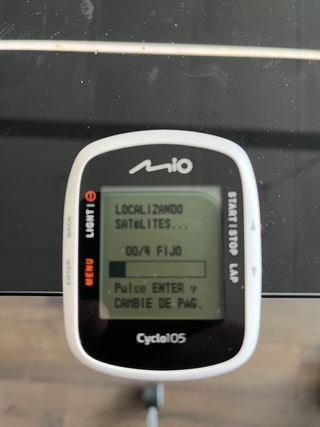 Mio
LOCALIZANDO
SATéLITES...
00/4 FIJO
Pulse ENTER y
CAMBIE DE PáG.
Cyclo105
BACK
ENTER
LIGHT|
MENU
START|STOP
LAP